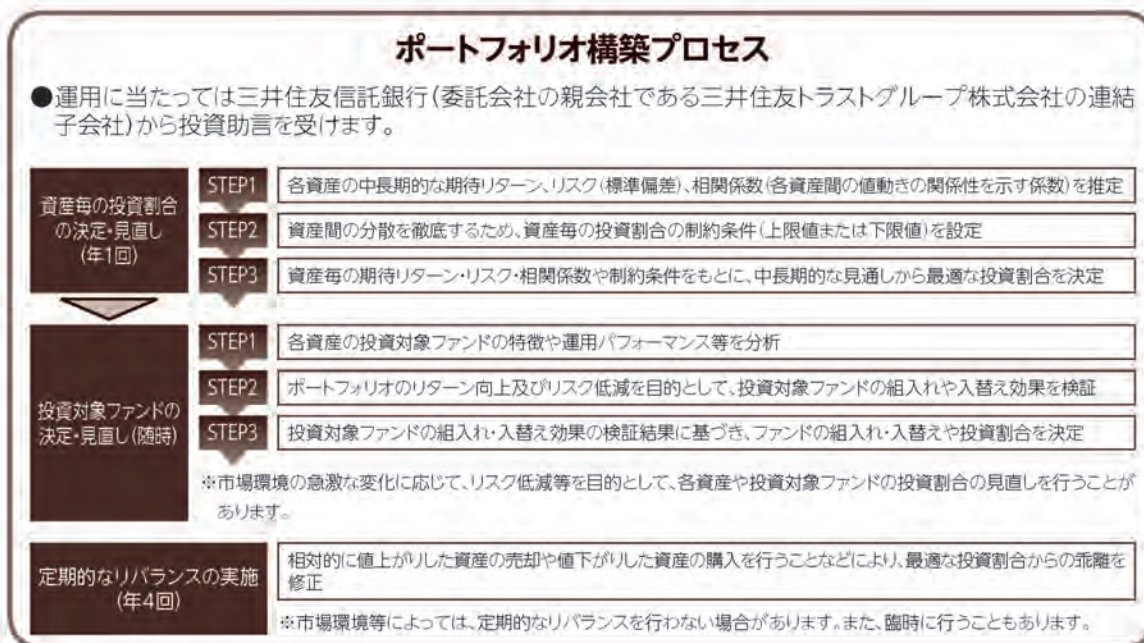 ポートフォリオ構築プロセス
●運用に当たっては三井住友信託銀行(委託会社の親会社である三井住友トラストグループ株式会社の連結
子会社)から投資助言を受けます。
資産毎の投資割合
の決定・見直し
(年1回)
STEP1
各資産の中長期的な期待リターン、リスク(標準偏差)、相関係数(各資産間の値動きの関係性を示す係数)を推定
STEP2
資産間の分散を徹底するため、資産毎の投資割合の制約条件(上限値または下限値)を設定
STEP3
資産毎の期待リターン・リスク・相関係数や制約条件をもとに、中長期的な見通しから最適な投資割合を決定
投資対象ファンドの
決定・見直し(随時)
STEP1
各資産の投資対象ファンドの特徴や運用パフォーマンス等を分析
STEP2
ポートフォリオのリターン向上及びリスク低減を目的として、投資対象ファンドの組入れや入替え効果を検証
STEP3
投資対象ファンドの組入れ・入替え効果の検証結果に基づき、ファンドの組入れ・入替えや投資割合を決定
※市場環境の急激な変化に応じて、リスク低減等を目的として、各資産や投資対象ファンドの投資割合の見直しを行うことが
あります。
定期的なリバランスの実施
(年4回)
相対的に値上がりした資産の売却や値下がりした資産の購入を行うことなどにより、最適な投資割合からの乖離を
修正
※市場環境等によっては、定期的なリバランスを行わない場合があります。また、臨時に行うこともあります。